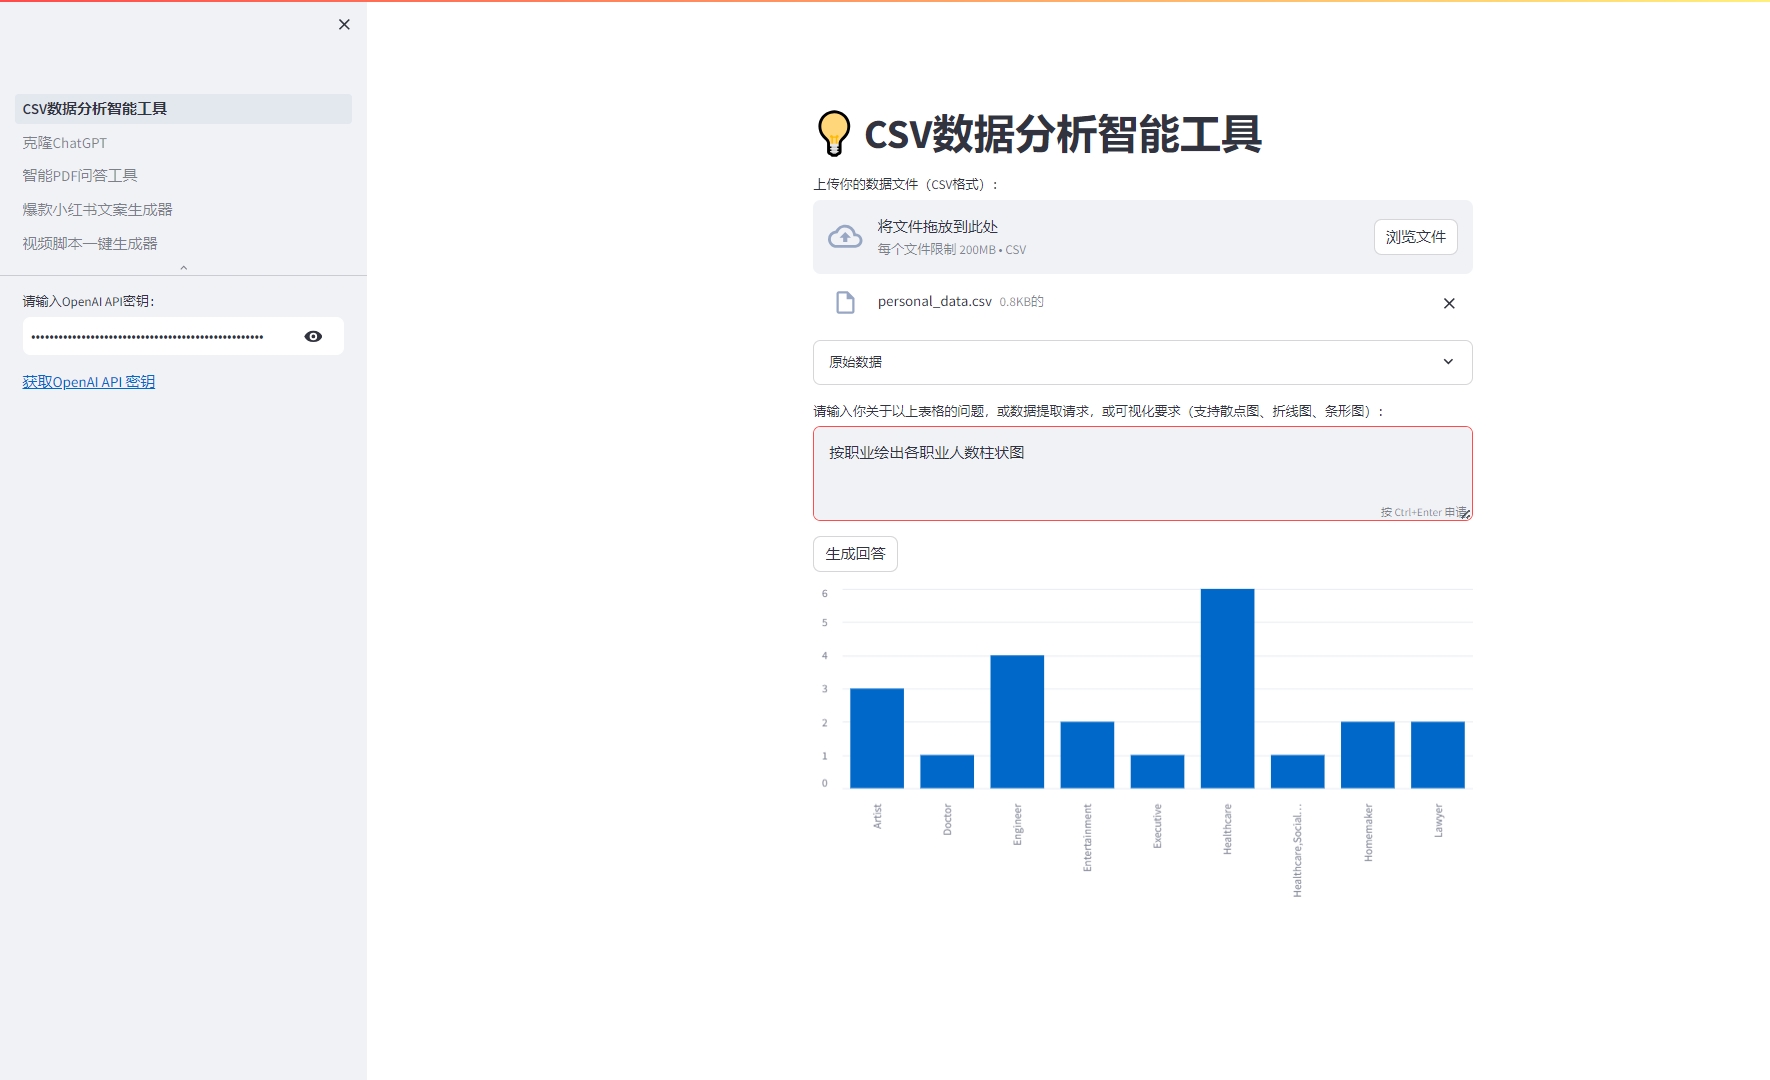 CSV数据分析智能工具
克隆ChatGPT
智能PDF问答工具
爆款小红书文案生成器
视频脚本一键生成器
请输入OpenAI API密钥：
获取OpenAI API 密钥
CSV数据分析智能工具
上传你的数据文件（CSV格式）：
将文件拖放到此处
每个文件限制 200MB • CSV
浏览文件
personal_data.csv 0.8KB的
原始数据
请输入你关于以上表格的问题，或数据提取请求，或可视化要求（支持散点图、折线图、条形图）：
按职业绘出各职业人数柱状图
按 Ctrl+Enter 申请
生成回答
6
5
4
3
2
1
0
Artist
Doctor
Engineer
Entertainment
Executive
Healthcare
Healthcare,Social…
Homemaker
Lawyer